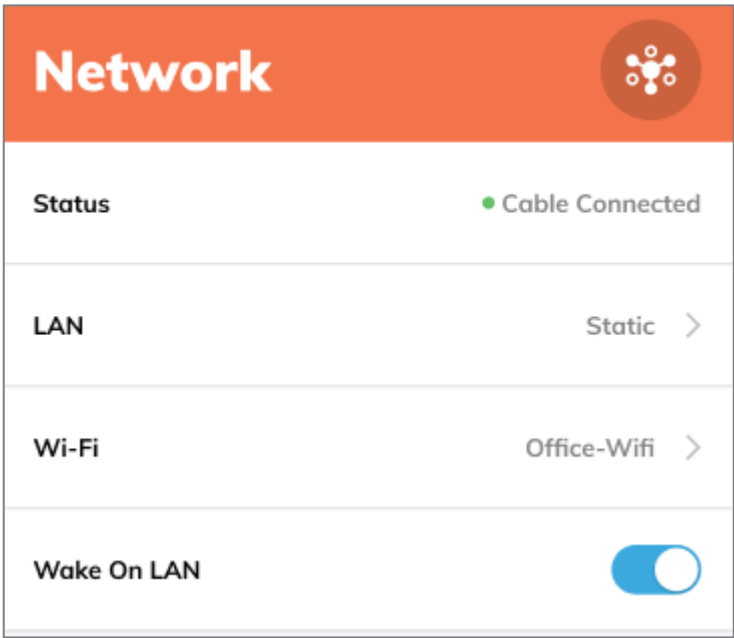 Network
Status Cable Connected
LAN Static
Wi-Fi Office-Wifi
Wake On LAN